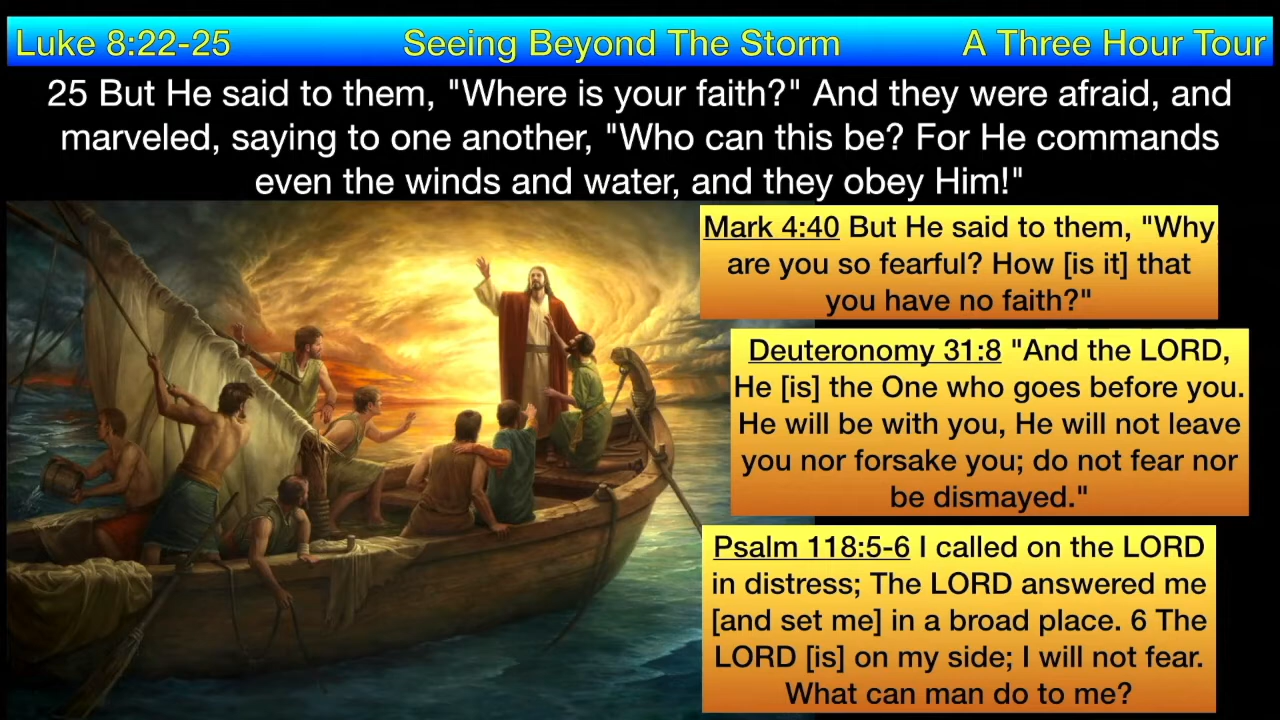 Luke 8:22-25 Seeing Beyond The Storm A Three Hour Tour
25 But He said to them, "Where is your faith?" And they were afraid, and
marveled, saying to one another, "Who can this be? For He commands
even the winds and water, and they obey Him!"
Mark 4:40 But He said to them, "Why
are you so fearful? How [is it] that
you have no faith?"
Deuteronomy 31:8 "And the LORD,
He [is] the One who goes before you.
He will be with you, He will not leave
you nor forsake you; do not fear nor
be dismayed."
Psalm 118:5-6 I called on the LORD
in distress; The LORD answered me
[and set me] in a broad place. 6 The
LORD [is] on my side; I will not fear.
What can man do to me?